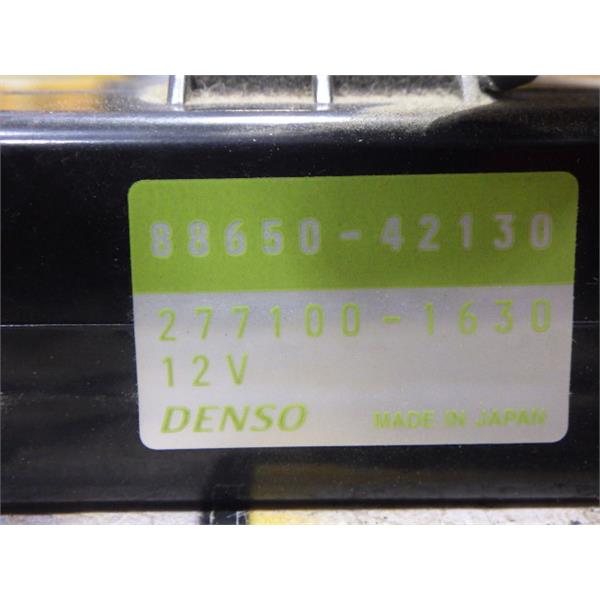 88650-42130
277100-1630
12V
DENSO MADE IN JAPAN